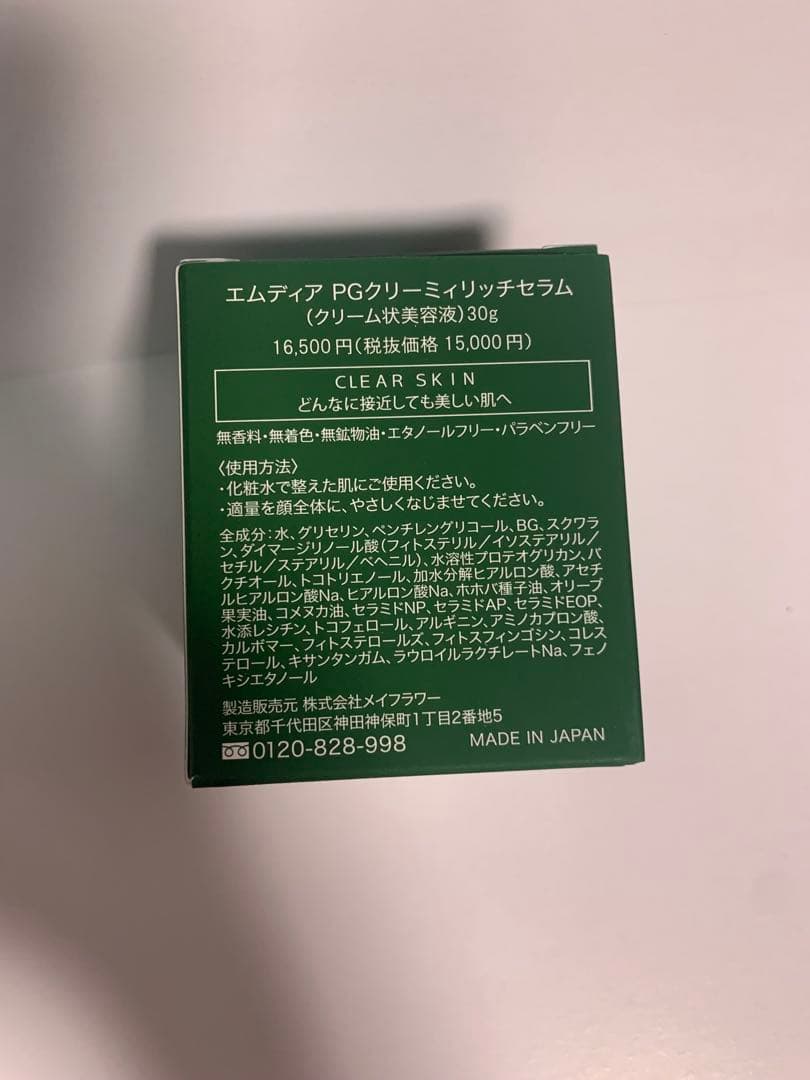 エムディア PGクリーミィリッチセラム
(クリーム状美容液)30g
16,500円(税抜価格 15,000円)
CLEAR SKIN
どんなに接近しても美しい肌へ
無香料・無着色・無鉱物油・エタノールフリー・パラベンフリー
〈使用方法〉
・化粧水で整えた肌にご使用ください。
・適量を顔全体に、やさしくなじませてください。
全成分：水、グリセリン、ペンチレングリコール、BG、スクワラ
ン、ダイマージリノール酸(フィトステリル／イソステアリル／
セチル／ステアリル／ベヘニル)、水溶性プロテオグリカン、バ
クチオール、トコトリエノール、加水分解ヒアルロン酸、アセチ
ルヒアルロン酸Na、ヒアルロン酸Na、ホホバ種子油、オリーブ
果実油、コメヌカ油、セラミドNP、セラミドAP、セラミドEOP、
水添レシチン、トコフェロール、アルギニン、アミノカプロン酸、
カルボマー、フィトステロールズ、フィトスフィンゴシン、コレス
テロール、キサンタンガム、ラウロイルラクチレートNa、フェノ
キシエタノール
製造販売元 株式会社メイフラワー
東京都千代田区神田神保町1丁目2番地5
0120-828-998 MADE IN JAPAN